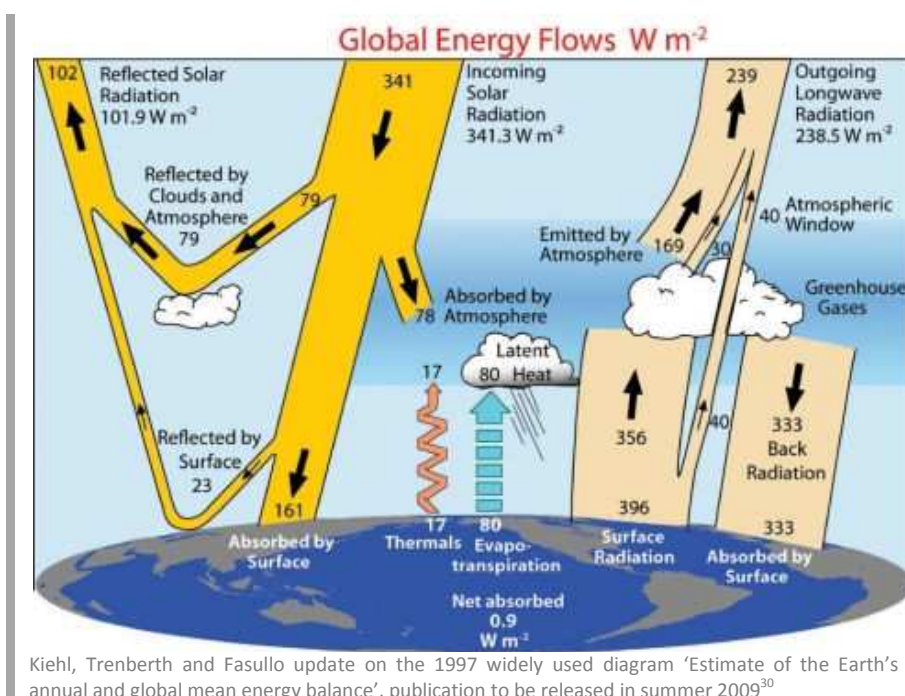 Global Energy Flows W m-2
102
Reflected Solar
Radiation
101.9 W m-2
341
Incoming
Solar
Radiation
341.3 W m-2
239
Outgoing
Longwave
Radiation
238.5 W m-2
Reflected by
Clouds and
Atmosphere
79
79
Emitted by
Atmosphere
169
30
40
Atmospheric
Window
Greenhouse
Gases
Absorbed by
78 Atmosphere
Latent
80 Heat
17
Reflected by
Surface
23
161
Absorbed by
Surface
17
Thermals
80
Evapo-
transpiration
356
40
396
Surface
Radiation
333
Back
Radiation
333
Absorbed by
Surface
Net absorbed
0.9
W m-2
Kiehl, Trenberth and Fasullo update on the 1997 widely used diagram ‘Estimate of the Earth’s
annual and global mean energy balance’, publication to be released in summer 200930